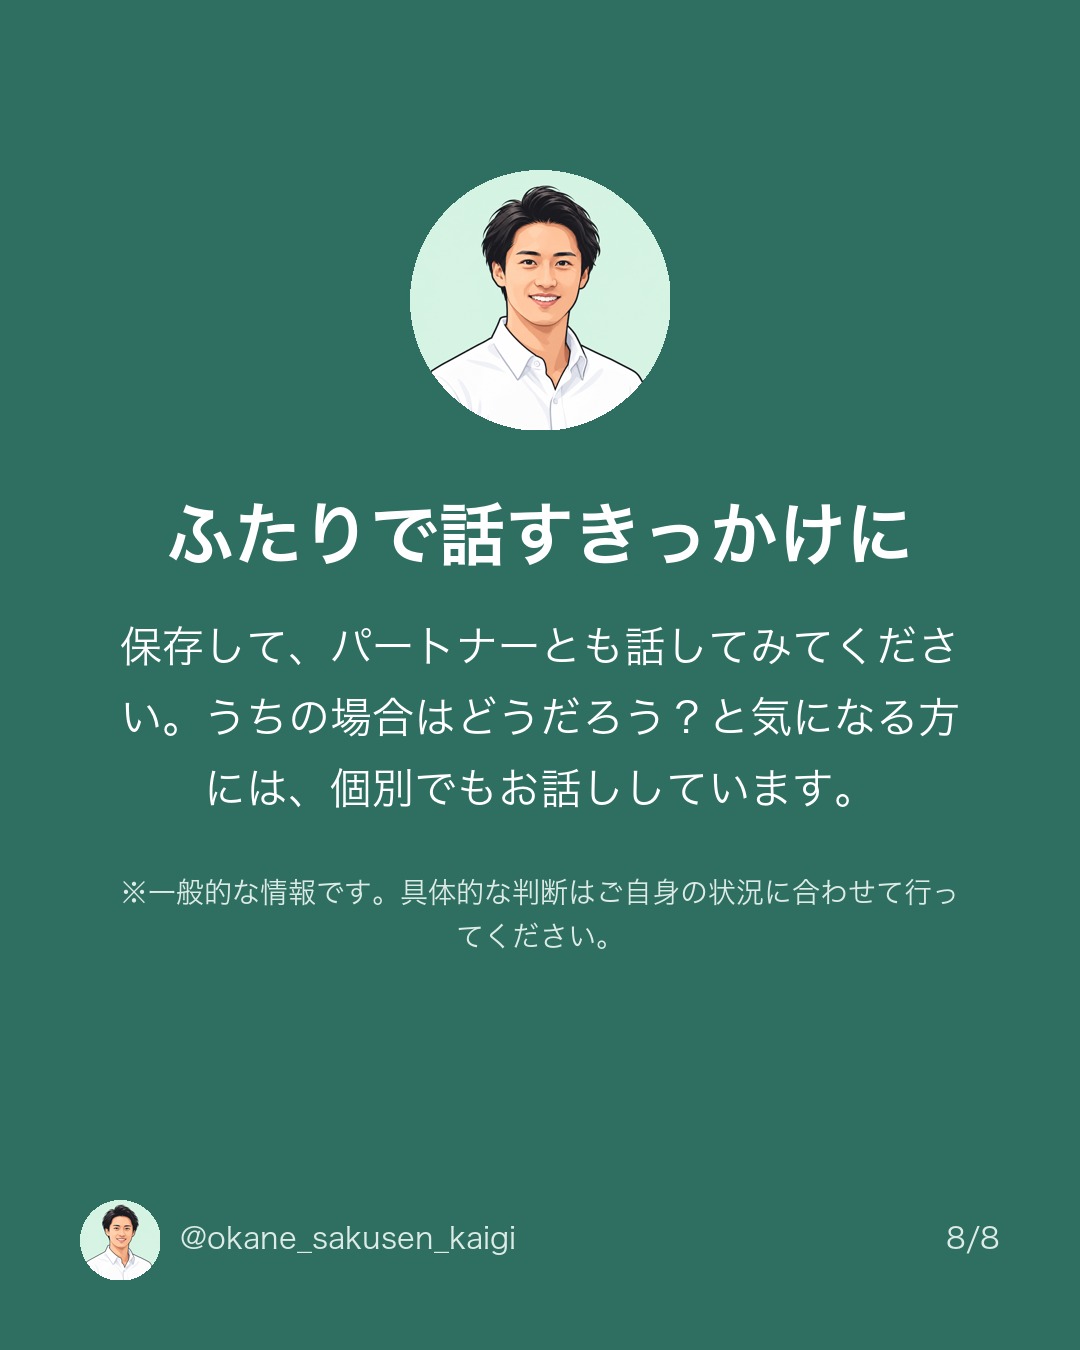 ふたりで話すきっかけに
保存して、パートナーとも話してみてくださ
い。うちの場合はどうだろう？と気になる方
には、個別でもお話ししています。
※一般的な情報です。具体的な判断はご自身の状況に合わせて行っ
てください。
@okane_sakusen_kaigi
8/8